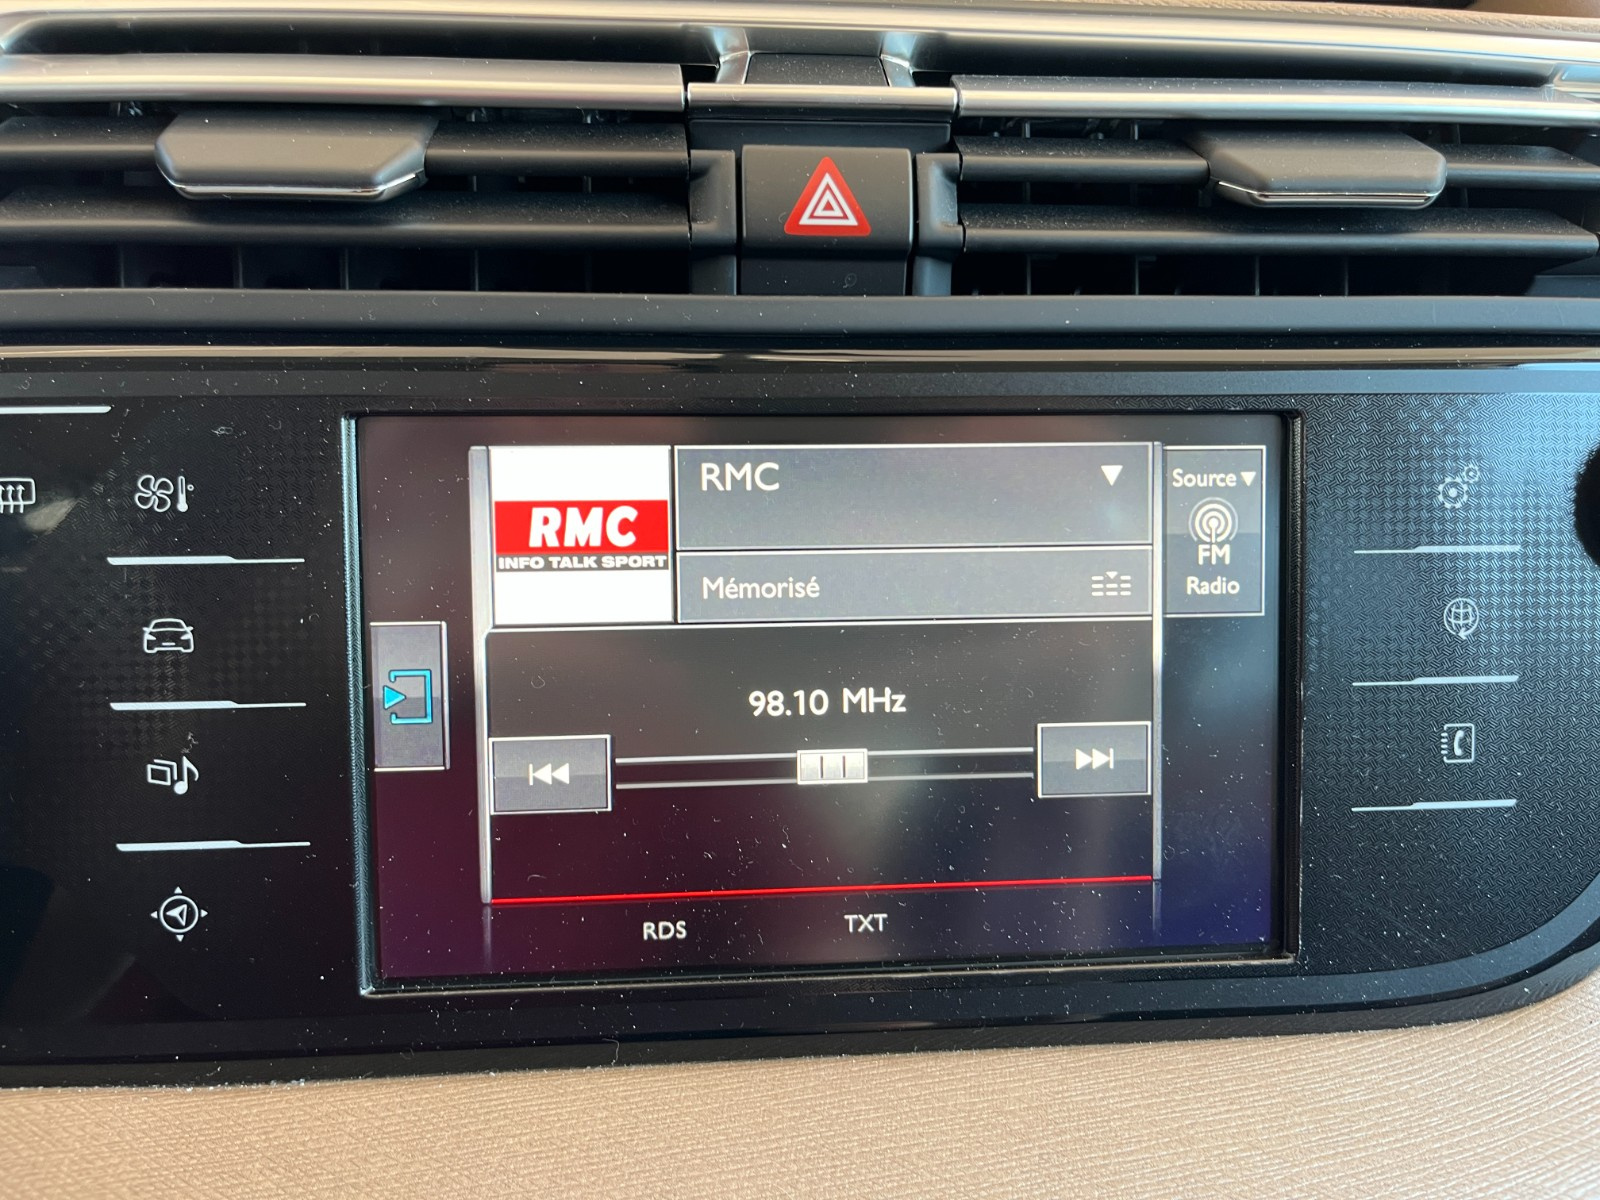 RMC
Source
RMC
INFO TALK SPORT
FM
Mémorisé
Radio
98.10 MHz
RDS
TXT